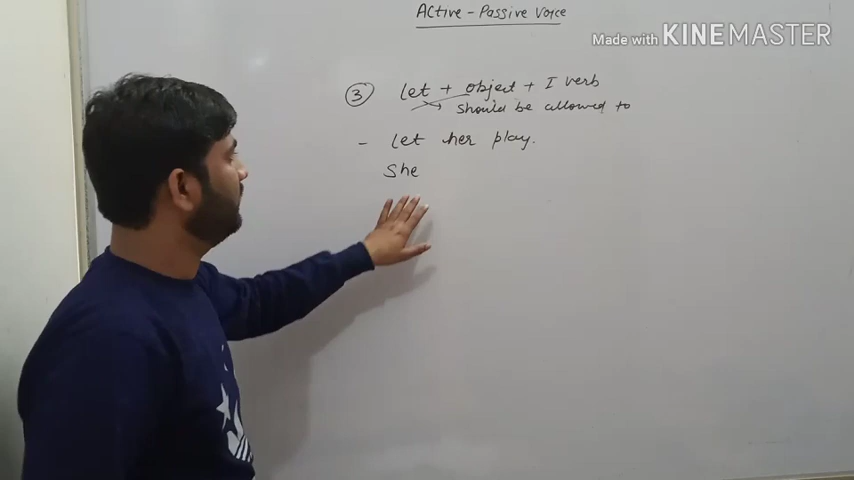 Active - Passive Voice
Made with KINEMASTER
③ let + object + I verb
→ should be allowed to
- let her play.
She